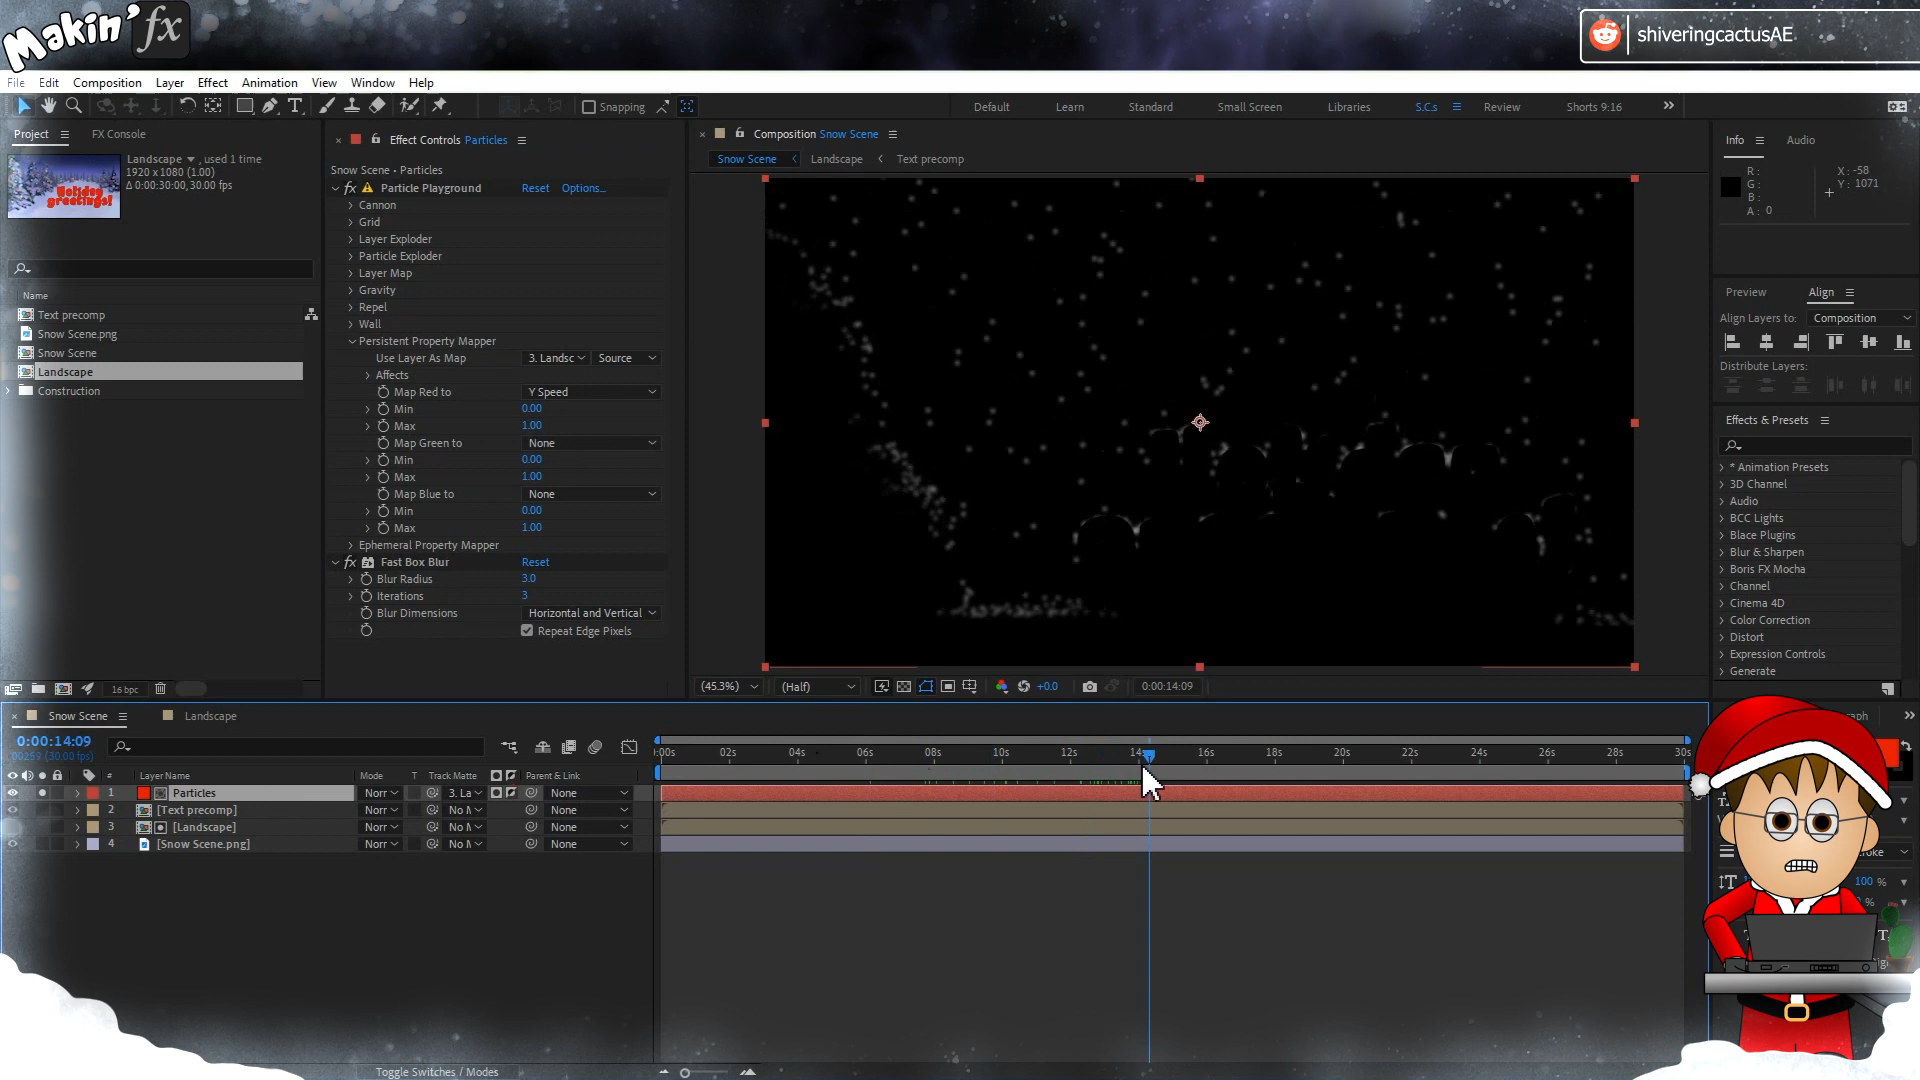 Makin' fx
shiveringcactusAE
File Edit Composition Layer Effect Animation View Window Help
Snapping
Default Learn Standard Small Screen Libraries S.C.s Review Shorts 9:16
Project FX Console
Effect Controls Particles
Composition Snow Scene
Info Audio
Landscape, used 1 time
1920 x 1080 (1.00)
Δ 0:00:30:00, 30.00 fps
Snow Scene Landscape Text precomp
R:
G:
B:
A: 0
X: -58
Y: 1071
Snow Scene • Particles
fx Particle Playground Reset Options...
Cannon
Grid
Layer Exploder
Particle Exploder
Layer Map
Gravity
Repel
Wall
Persistent Property Mapper
Use Layer As Map 3. Landsc Source
Affects
Map Red to Y Speed
Min 0.00
Max 1.00
Map Green to None
Min 0.00
Max 1.00
Map Blue to None
Min 0.00
Max 1.00
Ephemeral Property Mapper
fx Fast Box Blur Reset
Blur Radius 3.0
Iterations 3
Blur Dimensions Horizontal and Vertical
Repeat Edge Pixels
Holiday greetings!
Name
Text precomp
Snow Scene.png
Snow Scene
Landscape
Construction
16 bpc
Preview Align
Align Layers to: Composition
Distribute Layers:
Effects & Presets
* Animation Presets
3D Channel
Audio
BCC Lights
Blace Plugins
Blur & Sharpen
Boris FX Mocha
Channel
Cinema 4D
Color Correction
Distort
Expression Controls
Generate
(45.3%) (Half) +0.0 0:00:14:09
Snow Scene Landscape
0:00:14:09
:00s 02s 04s 06s 08s 10s 12s 14s 16s 18s 20s 22s 24s 26s 28s 30s
# Layer Name Mode T Track Matte Parent & Link
1 Particles Norr 3. La None
2 [Text precomp] Norr No M None
3 [Landscape] Norr No M None
4 [Snow Scene.png] Norr No M None
100 %
Toggle Switches / Modes